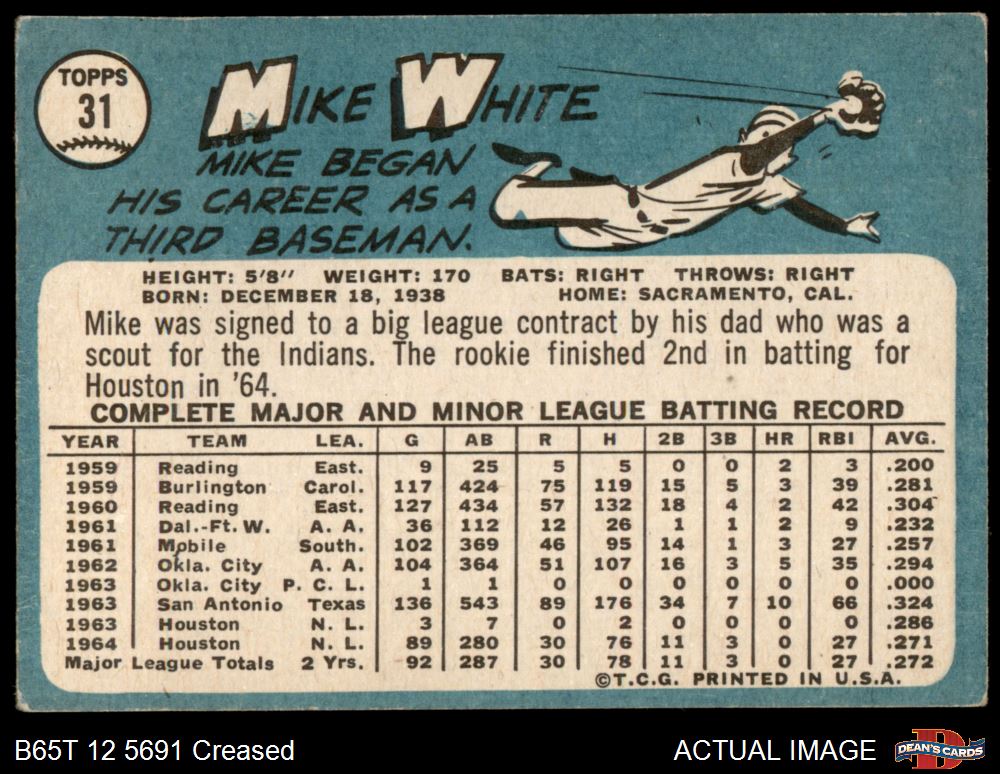 TOPPS
31
MIKE WHITE
MIKE BEGAN
HIS CAREER AS A
THIRD BASEMAN.
HEIGHT: 5'8" WEIGHT: 170 BATS: RIGHT THROWS: RIGHT
BORN: DECEMBER 18, 1938 HOME: SACRAMENTO, CAL.
Mike was signed to a big league contract by his dad who was a
scout for the Indians. The rookie finished 2nd in batting for
Houston in '64.
COMPLETE MAJOR AND MINOR LEAGUE BATTING RECORD
YEAR TEAM LEA. G AB R H 2B 3B HR RBI AVG.
1959 Reading East. 9 25 5 5 0 0 2 3 .200
1959 Burlington Carol. 117 424 75 119 15 5 3 39 .281
1960 Reading East. 127 434 57 132 18 4 2 42 .304
1961 Dal.-Ft. W. A. A. 36 112 12 26 1 1 2 9 .232
1961 Mobile South. 102 369 46 95 14 1 3 27 .257
1962 Okla. City A. A. 104 364 51 107 16 3 5 35 .294
1963 Okla. City P. C. L. 1 1 0 0 0 0 0 0 .000
1963 San Antonio Texas 136 543 89 176 34 7 10 66 .324
1963 Houston N. L. 3 7 0 2 0 0 0 0 .286
1964 Houston N. L. 89 280 30 76 11 3 0 27 .271
Major League Totals 2 Yrs. 92 287 30 78 11 3 0 27 .272
©T.C.G. PRINTED IN U.S.A.
B65T 12 5691 Creased
ACTUAL IMAGE
DEAN'S CARDS